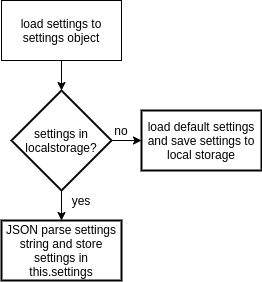 load settings to
settings object
settings in
localstorage?
no
load default settings
and save settings to
local storage
yes
JSON parse settings
string and store
settings in
this.settings